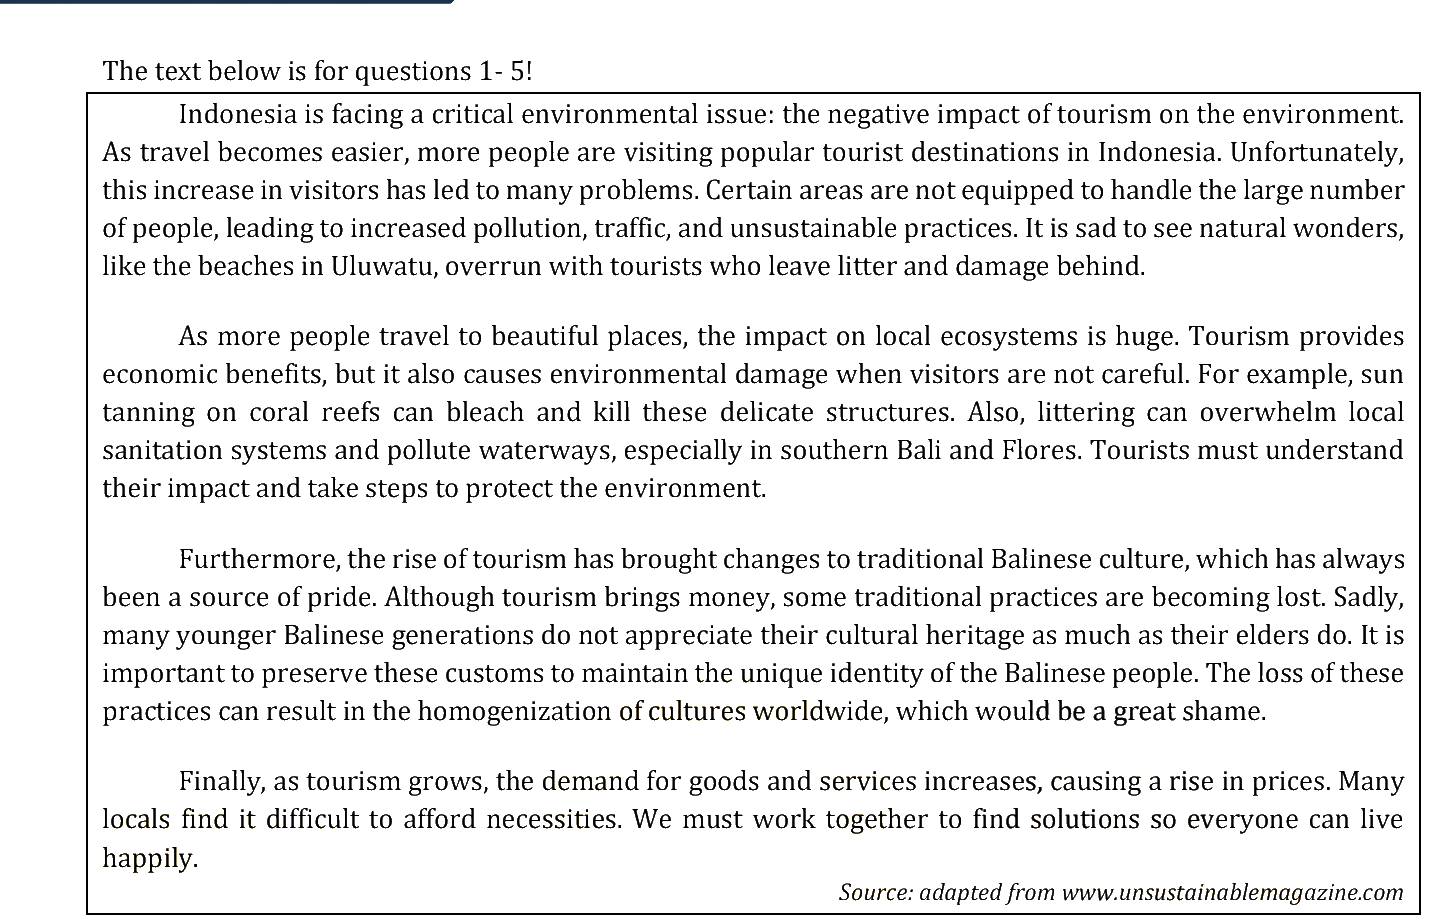 The text below is for questions 1- 5!
Indonesia is facing a critical environmental issue: the negative impact of tourism on the environment.
As travel becomes easier, more people are visiting popular tourist destinations in Indonesia. Unfortunately,
this increase in visitors has led to many problems. Certain areas are not equipped to handle the large number
of people, leading to increased pollution, traffic, and unsustainable practices. It is sad to see natural wonders,
like the beaches in Uluwatu, overrun with tourists who leave litter and damage behind.
As more people travel to beautiful places, the impact on local ecosystems is huge. Tourism provides
economic benefits, but it also causes environmental damage when visitors are not careful. For example, sun
tanning on coral reefs can bleach and kill these delicate structures. Also, littering can overwhelm local
sanitation systems and pollute waterways, especially in southern Bali and Flores. Tourists must understand
their impact and take steps to protect the environment.
Furthermore, the rise of tourism has brought changes to traditional Balinese culture, which has always
been a source of pride. Although tourism brings money, some traditional practices are becoming lost. Sadly,
many younger Balinese generations do not appreciate their cultural heritage as much as their elders do. It is
important to preserve these customs to maintain the unique identity of the Balinese people. The loss of these
practices can result in the homogenization of cultures worldwide, which would be a great shame.
Finally, as tourism grows, the demand for goods and services increases, causing a rise in prices. Many
locals find it difficult to afford necessities. We must work together to find solutions so everyone can live
happily.
Source: adapted from www.unsustainablemagazine.com